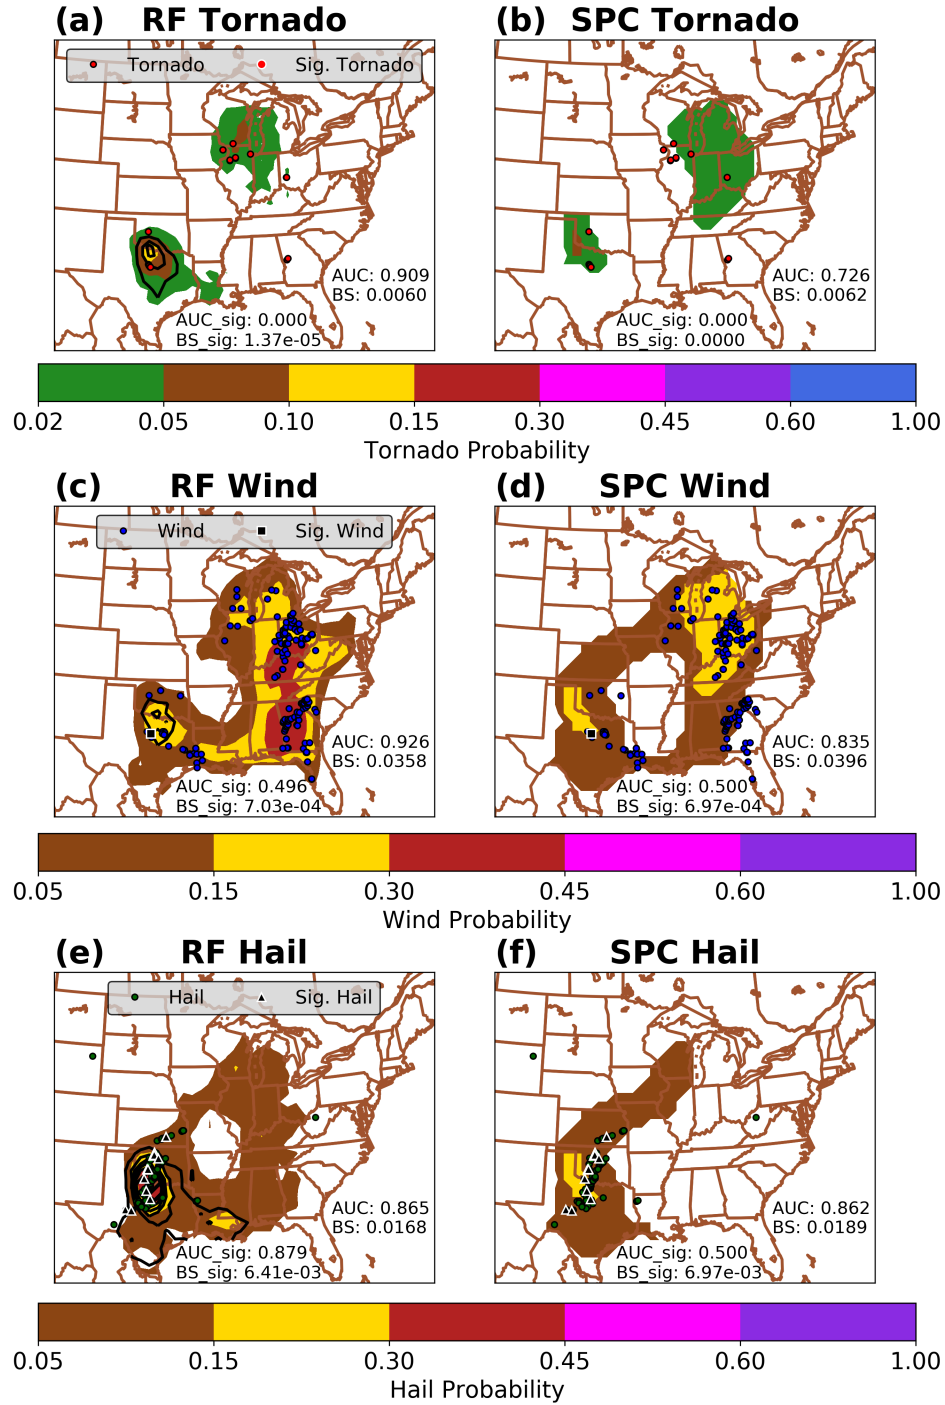 (a) RF Tornado
(b) SPC Tornado
Tornado Sig. Tornado
AUC: 0.909
BS: 0.0060
AUC_sig: 0.000
BS_sig: 1.37e-05
AUC: 0.726
BS: 0.0062
AUC_sig: 0.000
BS_sig: 0.0000
0.02 0.05 0.10 0.15 0.30 0.45 0.60 1.00
Tornado Probability
(c) RF Wind
(d) SPC Wind
Wind Sig. Wind
AUC: 0.926
BS: 0.0358
AUC_sig: 0.496
BS_sig: 7.03e-04
AUC: 0.835
BS: 0.0396
AUC_sig: 0.500
BS_sig: 6.97e-04
0.05 0.15 0.30 0.45 0.60 1.00
Wind Probability
(e) RF Hail
(f) SPC Hail
Hail Sig. Hail
AUC: 0.865
BS: 0.0168
AUC_sig: 0.879
BS_sig: 6.41e-03
AUC: 0.862
BS: 0.0189
AUC_sig: 0.500
BS_sig: 6.97e-03
0.05 0.15 0.30 0.45 0.60 1.00
Hail Probability